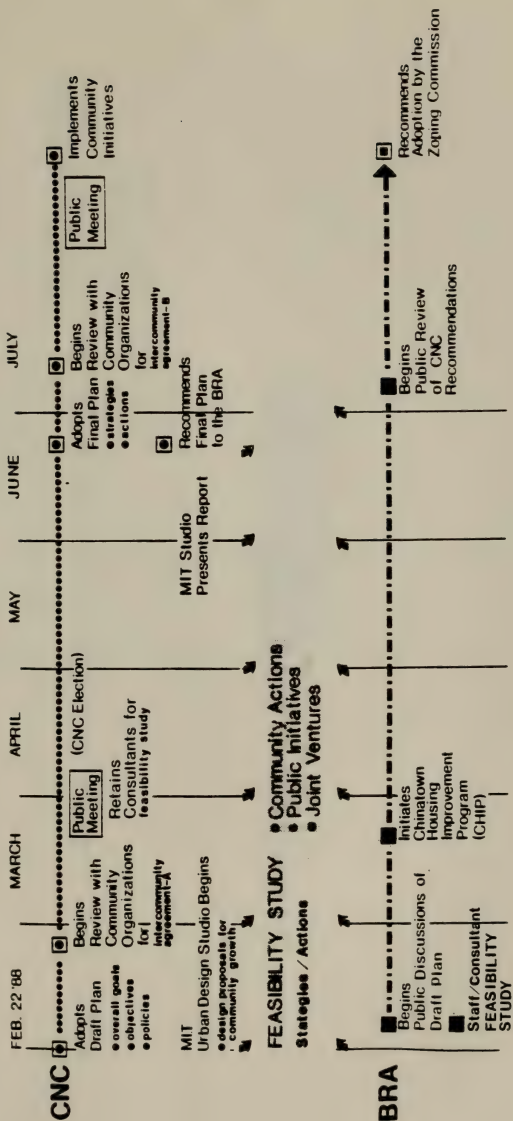 FEB. 22 '88
MARCH
APRIL
MAY
JUNE
JULY
CNC
Adopts
Draft Plan
• overall goals
• objectives
• policies
Begins
Review with
Community
Organizations
for
intercommunity
agreement-A
Public
Meeting
(CNC Election)
Retains
Consultants for
feasibility study
Adopts
Final Plan
• strategies
• actions
Begins
Review with
Community
Organizations
for
intercommunity
agreement-B
Public
Meeting
Implements
Community
Initiatives
MIT
Urban Design Studio Begins
• design proposals for
community growth
MIT Studio
Presents Report
Recommends
Final Plan
to the BRA
FEASIBILITY STUDY
Stategies / Actions
• Community Actions
• Public Initiatives
• Joint Ventures
BRA
Begins
Public Discussions of
Draft Plan
Staff/Consultant
FEASIBILITY
STUDY
Initiates
Chinatown
Housing
Improvement
Program
(CHIP)
Begins
Public Review
of CNC
Recommendations
Recommends
Adoption by the
Zoping Commission